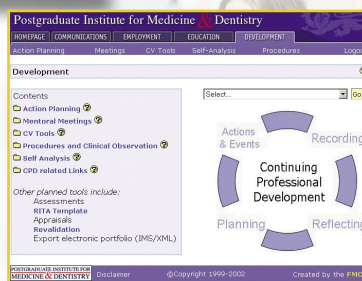 Postgraduate Institute for Medicine & Dentistry
HOMEPAGE COMMUNICATIONS EMPLOYMENT EDUCATION DEVELOPMENT
Action Planning Meetings CV Tools Self-Analysis Procedures
Development
Contents
Select...
Action Planning
Mentoral Meetings
CV Tools
Procedures and Clinical Observation
Self Analysis
CPD related Links
Other planned tools include:
Assessments
RITA Template
Appraisals
Revalidation
Export electronic portfolio (IMS/XML)
Actions
& Events
Recording
Continuing
Professional
Development
Planning
Reflecting
POSTGRADUATE INSTITUTE FOR
MEDICINE & DENTISTRY
Disclaimer ©Copyright 1999-2002 Created by the